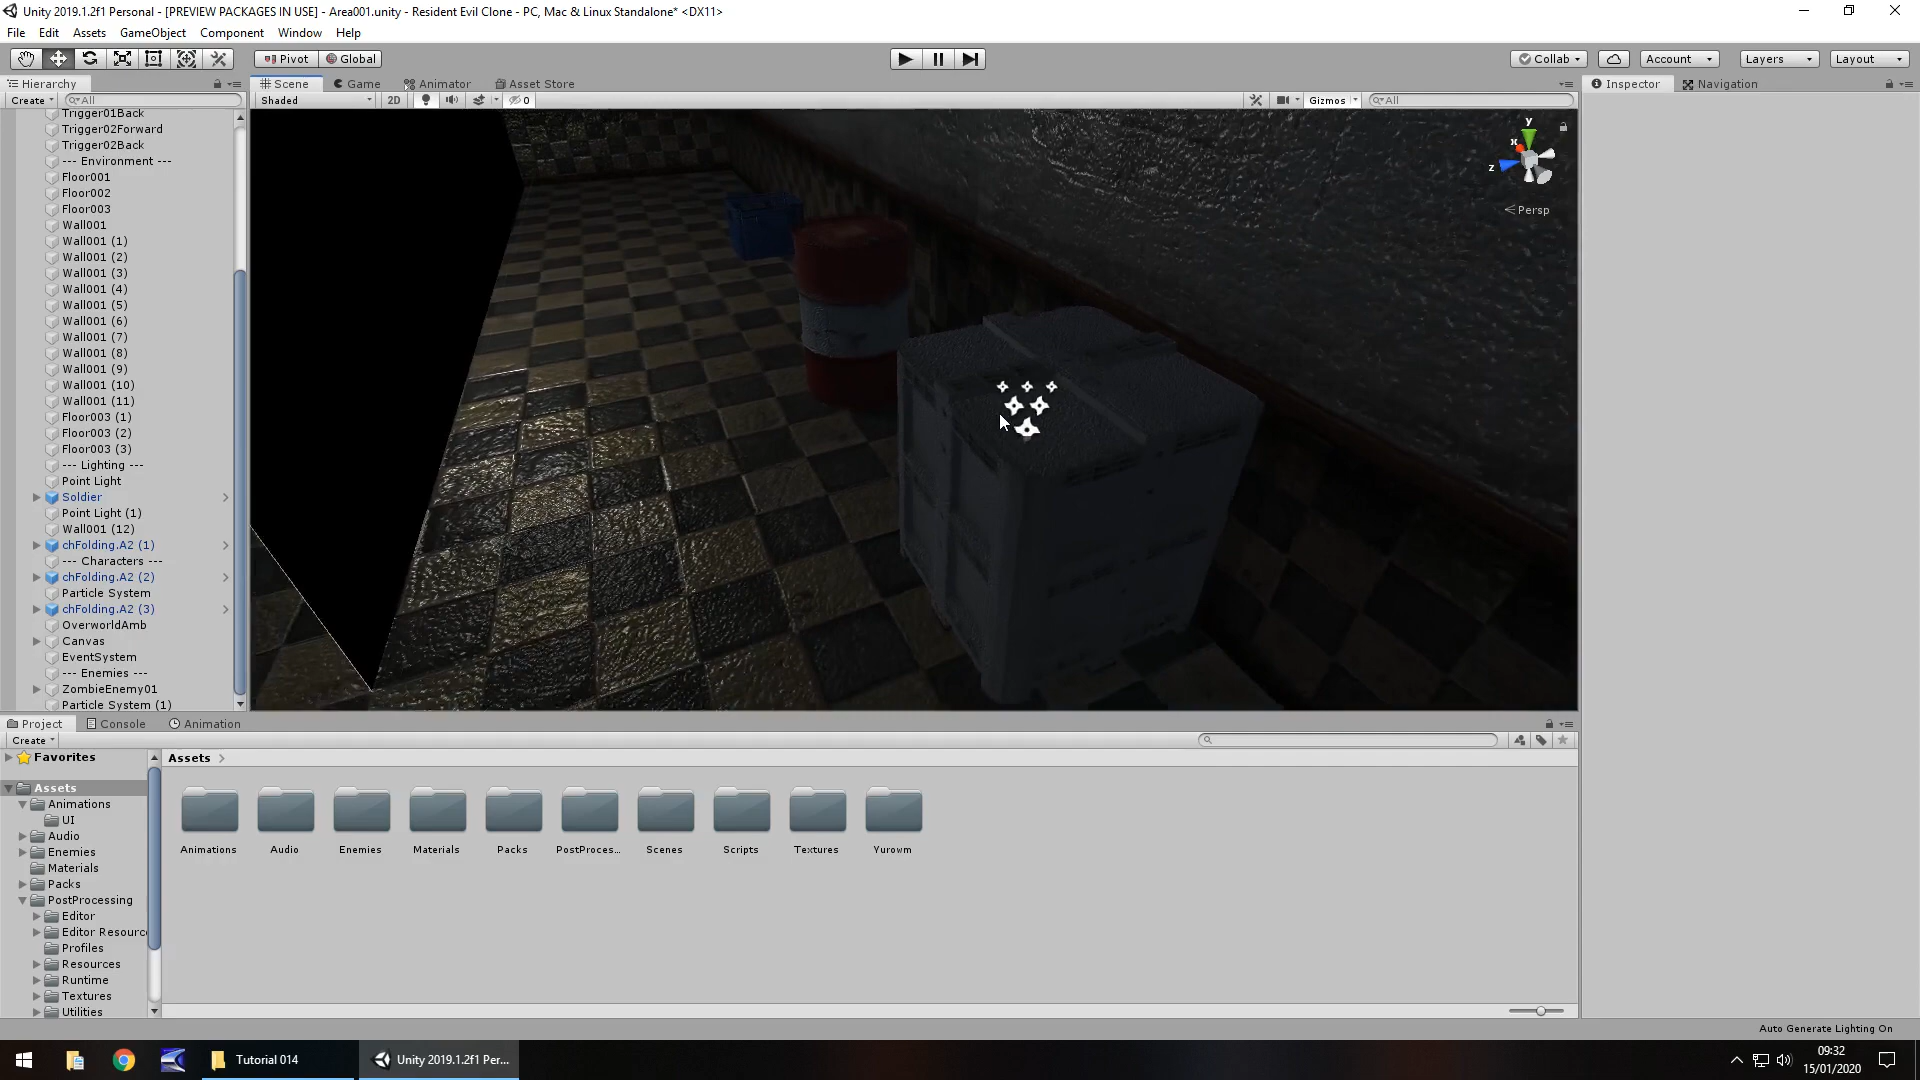 Unity 2019.1.2f1 Personal - [PREVIEW PACKAGES IN USE] - Area001.unity - Resident Evil Clone - PC, Mac & Linux Standalone* <DX11>
File Edit Assets GameObject Component Window Help
Pivot Global Collab Account Layers Layout
Hierarchy Scene Game Animator Asset Store Inspector Navigation
Create All Shaded 2D 0 Gizmos All
Trigger01Back
Trigger02Forward
Trigger02Back
--- Environment ---
Floor001
Floor002
Floor003
Wall001
Wall001 (1)
Wall001 (2)
Wall001 (3)
Wall001 (4)
Wall001 (5)
Wall001 (6)
Wall001 (7)
Wall001 (8)
Wall001 (9)
Wall001 (10)
Wall001 (11)
Floor003 (1)
Floor003 (2)
Floor003 (3)
--- Lighting ---
Point Light
Soldier
Point Light (1)
Wall001 (12)
chFolding.A2 (1)
--- Characters ---
chFolding.A2 (2)
Particle System
chFolding.A2 (3)
OverworldAmb
Canvas
EventSystem
--- Enemies ---
ZombieEnemy01
Particle System (1)
y
x
z
Persp
Project Console Animation
Create
Favorites
Assets
Animations
UI
Audio
Enemies
Materials
Packs
PostProcessing
Editor
Editor Resourc
Profiles
Resources
Runtime
Textures
Utilities
Assets
Animations Audio Enemies Materials Packs PostProces... Scenes Scripts Textures Yurowm
Auto Generate Lighting On
Tutorial 014
Unity 2019.1.2f1 Per...
09:32
15/01/2020